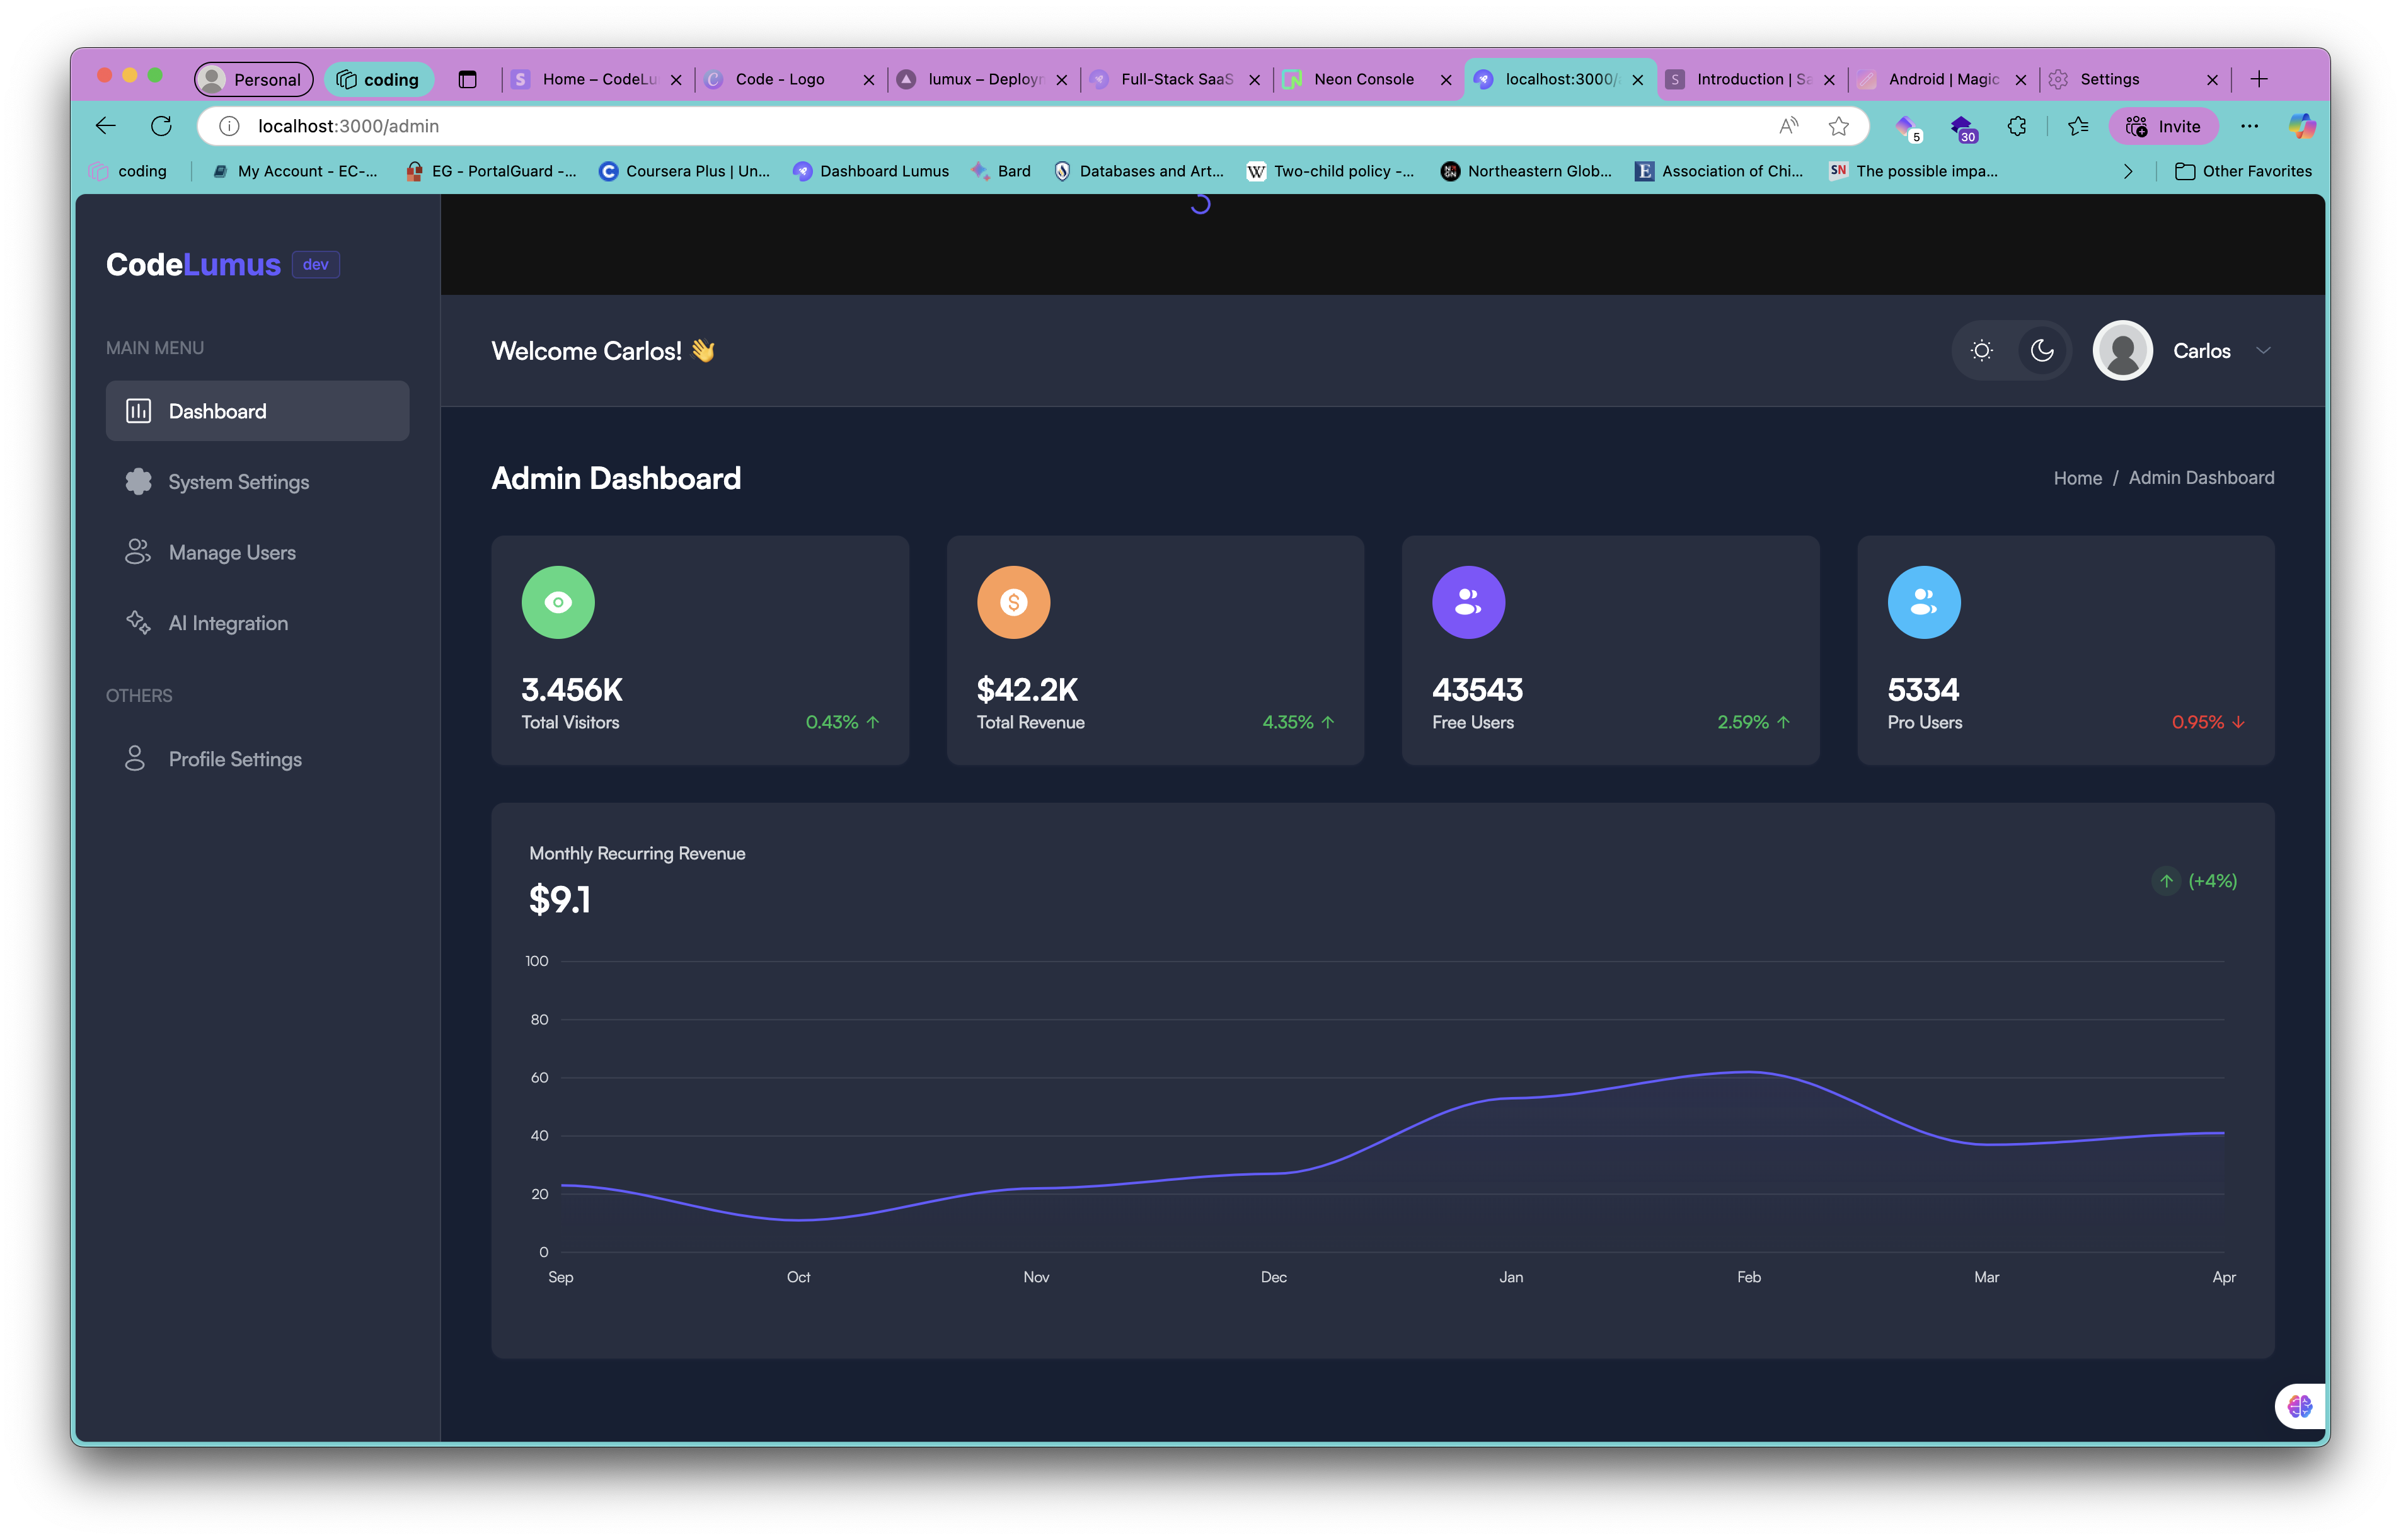 Personal
coding
Home – CodeLu
Code - Logo
lumux – Deployn
Full-Stack SaaS
Neon Console
localhost:3000/
Introduction | Sa
Android | Magic
Settings
localhost:3000/admin
5
30
Invite
coding
My Account - EC-...
EG - PortalGuard -...
Coursera Plus | Un...
Dashboard Lumus
Bard
Databases and Art...
Two-child policy -...
Northeastern Glob...
Association of Chi...
The possible impa...
Other Favorites
CodeLumus dev
MAIN MENU
Dashboard
System Settings
Manage Users
AI Integration
OTHERS
Profile Settings
Welcome Carlos! 👋
Carlos
Admin Dashboard
Home / Admin Dashboard
3.456K
Total Visitors
0.43% ↑
$42.2K
Total Revenue
4.35% ↑
43543
Free Users
2.59% ↑
5334
Pro Users
0.95% ↓
Monthly Recurring Revenue
$9.1
↑ (+4%)
100
80
60
40
20
0
Sep
Oct
Nov
Dec
Jan
Feb
Mar
Apr